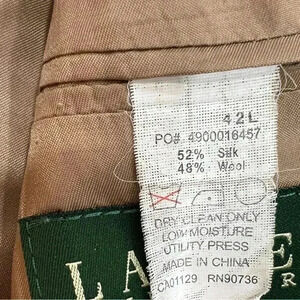 42L
PO# 4900016457
52% Silk
48% Wool
DRY CLEAN ONLY
LOW MOISTURE
UTILITY PRESS
MADE IN CHINA
CA01129 RN90736